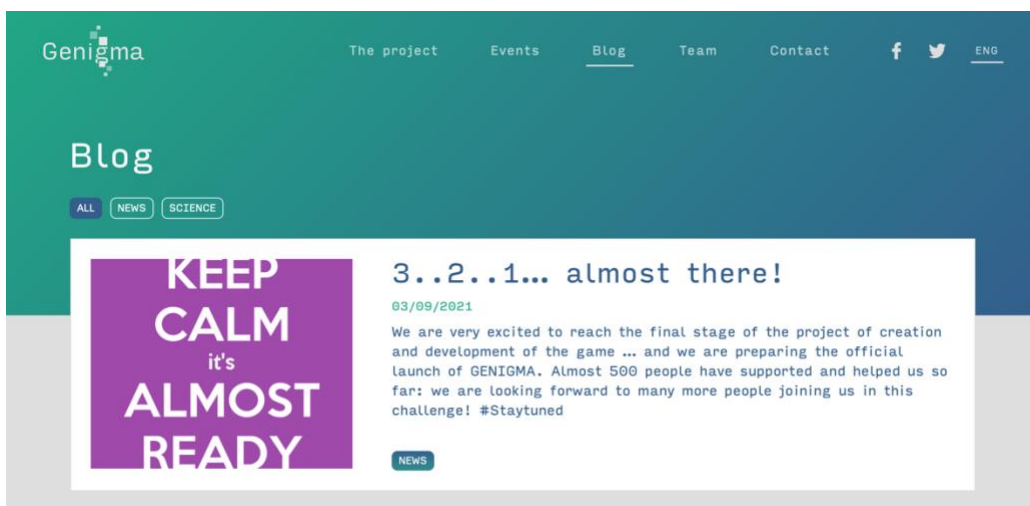 Genigma
The project Events Blog Team Contact ENG
Blog
ALL NEWS SCIENCE
KEEP
CALM
it's
ALMOST
READY
3..2..1... almost there!
03/09/2021
We are very excited to reach the final stage of the project of creation
and development of the game ... and we are preparing the official
launch of GENIGMA. Almost 500 people have supported and helped us so
far: we are looking forward to many more people joining us in this
challenge! #Staytuned
NEWS